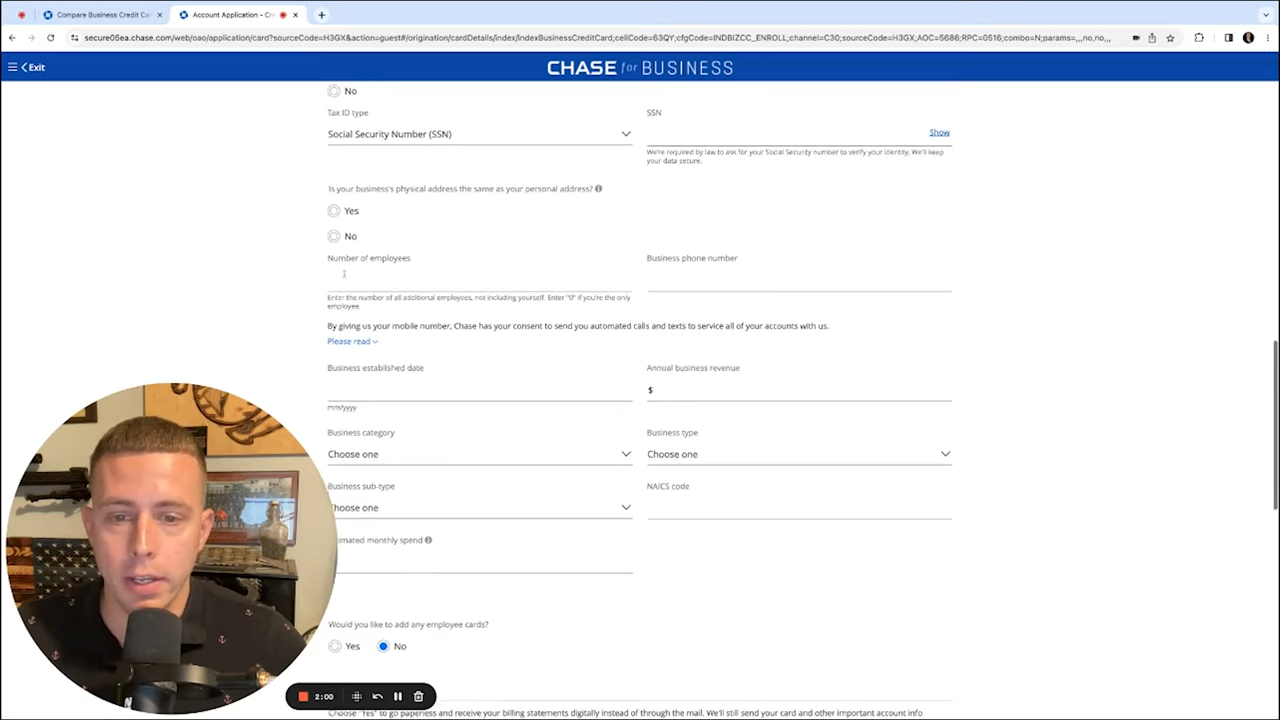 Compare Business Credit Car
Account Application - Cr
secure05ea.chase.com/web/oao/application/card?sourceCode=H3GX&action=guest#/origination/cardDetails/index/indexBusinessCreditCard;cellCode=63QY;cfgCode=INDBIZCC_ENROLL;channel=C30;sourceCode=H3GX;AOC=5686;RPC=0516;combo=N;params=,,,no,no,,
Exit
CHASE for BUSINESS
No
Tax ID type
SSN
Social Security Number (SSN)
Show
We're required by law to ask for your Social Security number to verify your identity. We'll keep
your data secure.
Is your business's physical address the same as your personal address?
Yes
No
Number of employees
Business phone number
Enter the number of all additional employees, not including yourself. Enter "0" if you're the only
employee.
By giving us your mobile number, Chase has your consent to send you automated calls and texts to service all of your accounts with us.
Please read
Business established date
Annual business revenue
$
mm/yyyy
Business category
Business type
Choose one
Choose one
Business sub-type
NAICS code
hoose one
timated monthly spend
Would you like to add any employee cards?
Yes
No
2:00
Choose "Yes" to go paperless and receive your billing statements digitally instead of through the mail. We'll still send your card and other important account info